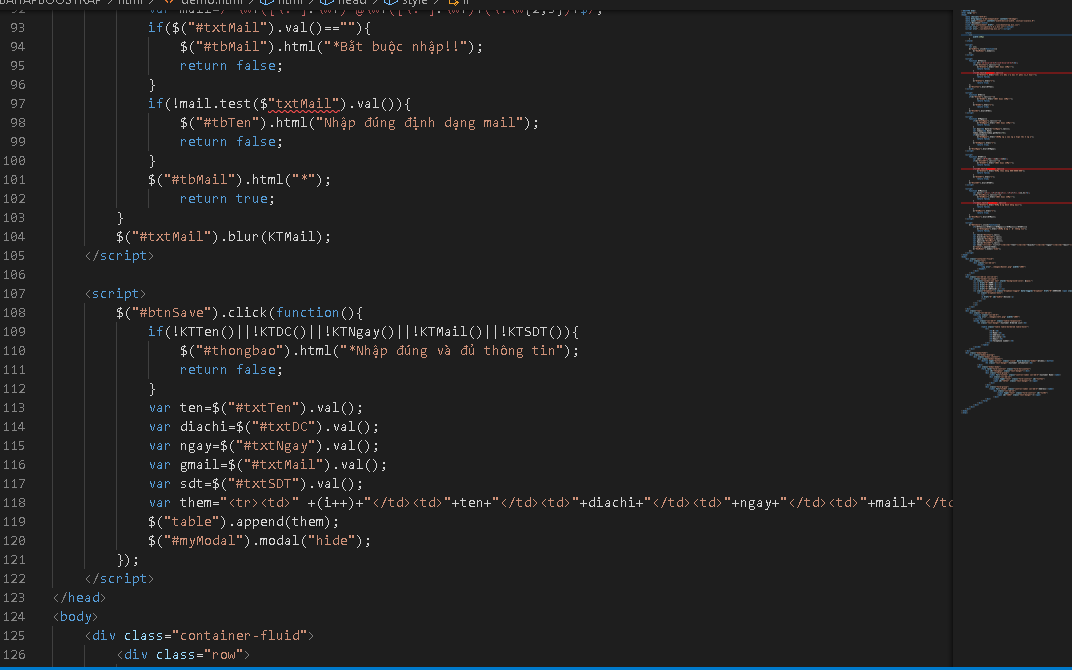 BAITAPBOOSTRAP > html > demo.html > html > head > style >
93 if($("#txtMail").val()==""){
94 $("#tbMail").html("*Bắt buộc nhập!!");
95 return false;
96 }
97 if(!mail.test($"txtMail").val()){
98 $("#tbTen").html("Nhập đúng định dạng mail");
99 return false;
100 }
101 $("#tbMail").html("*");
102 return true;
103 }
104 $("#txtMail").blur(KTMail);
105 </script>
106
107 <script>
108 $("#btnSave").click(function(){
109 if(!KTTen()||!KTDC()||!KTNgay()||!KTMail()||!KTSDT()){
110 $("#thongbao").html("*Nhập đúng và đủ thông tin");
111 return false;
112 }
113 var ten=$("#txtTen").val();
114 var diachi=$("#txtDC").val();
115 var ngay=$("#txtNgay").val();
116 var gmail=$("#txtMail").val();
117 var sdt=$("#txtSDT").val();
118 var them="<tr><td>" +(i++)+"</td><td>"+ten+"</td><td>"+diachi+"</td><td>"+ngay+"</td><td>"+mail+"</td
119 $("table").append(them);
120 $("#myModal").modal("hide");
121 });
122 </script>
123 </head>
124 <body>
125 <div class="container-fluid">
126 <div class="row">